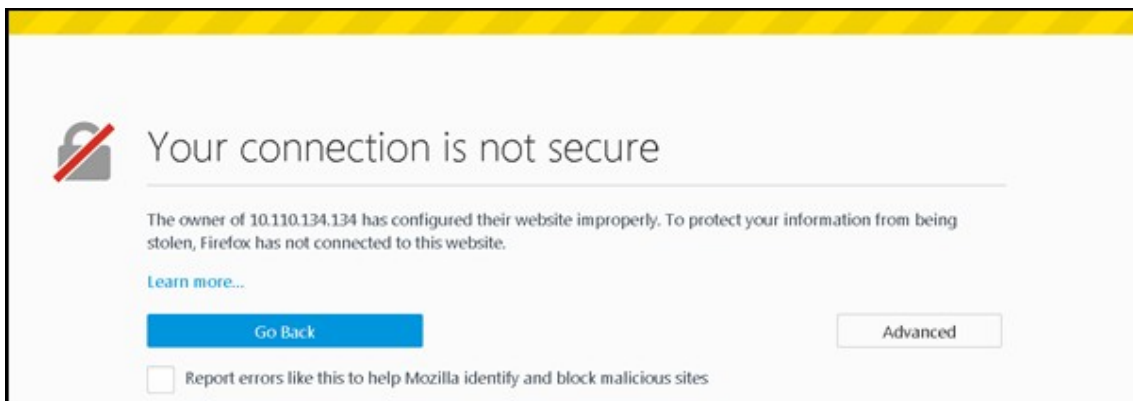 Your connection is not secure
The owner of 10.110.134.134 has configured their website improperly. To protect your information from being
stolen, Firefox has not connected to this website.
Learn more...
Go Back
Advanced
Report errors like this to help Mozilla identify and block malicious sites